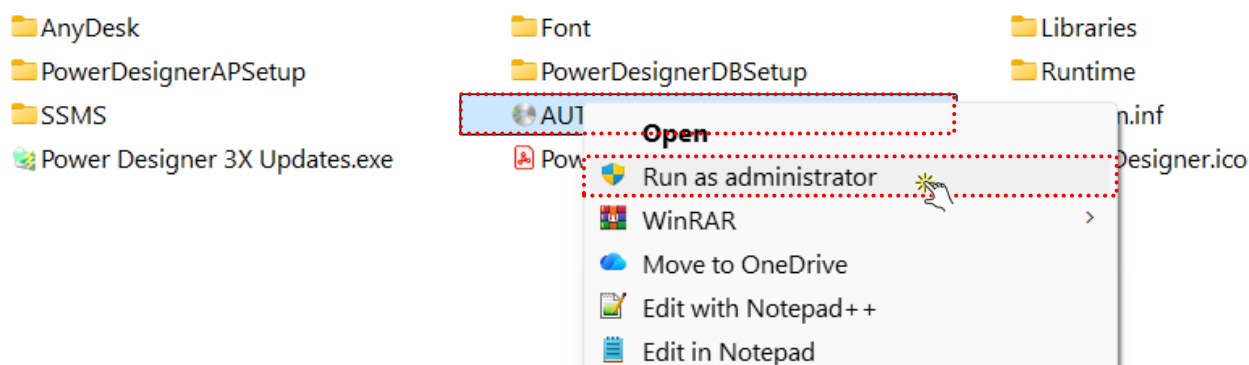 AnyDesk
Font
Libraries
PowerDesignerAPSetup
PowerDesignerDBSetup
Runtime
SSMS
AUT
n.inf
Open
Power Designer 3X Updates.exe
Pow
Designer.ico
Run as administrator
WinRAR
Move to OneDrive
Edit with Notepad++
Edit in Notepad